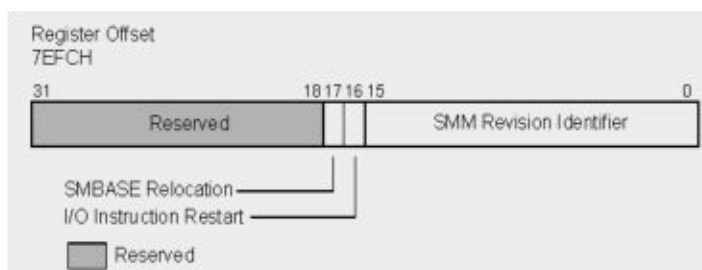 Register Offset
7EFCH
31 18 17 16 15 0
Reserved SMM Revision Identifier
SMBASE Relocation
I/O Instruction Restart
Reserved